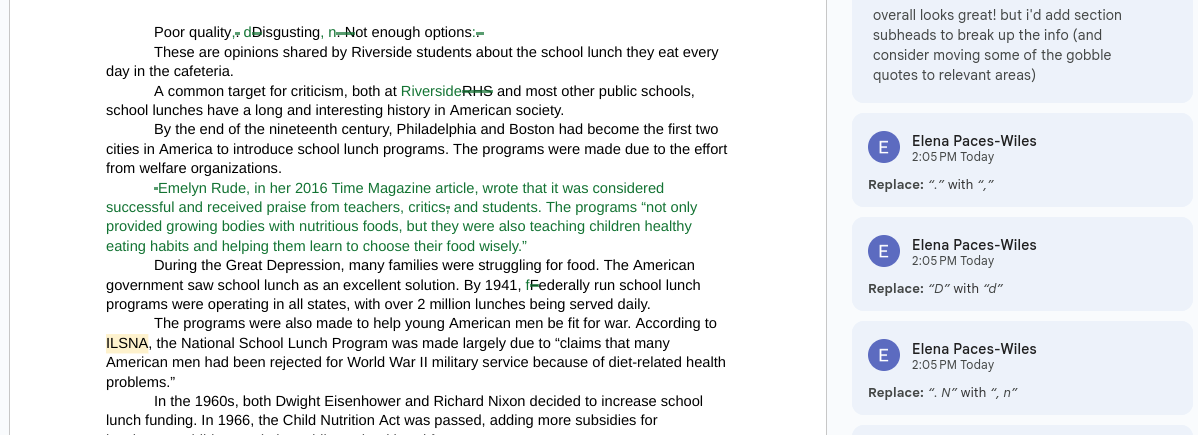 Poor quality,. dDisgusting, n. Not enough options:.
These are opinions shared by Riverside students about the school lunch they eat every
day in the cafeteria.
A common target for criticism, both at RiversideRHS and most other public schools,
school lunches have a long and interesting history in American society.
By the end of the nineteenth century, Philadelphia and Boston had become the first two
cities in America to introduce school lunch programs. The programs were made due to the effort
from welfare organizations.
Emelyn Rude, in her 2016 Time Magazine article, wrote that it was considered
successful and received praise from teachers, critics, and students. The programs “not only
provided growing bodies with nutritious foods, but they were also teaching children healthy
eating habits and helping them learn to choose their food wisely.”
During the Great Depression, many families were struggling for food. The American
government saw school lunch as an excellent solution. By 1941, fFederally run school lunch
programs were operating in all states, with over 2 million lunches being served daily.
The programs were also made to help young American men be fit for war. According to
ILSNA, the National School Lunch Program was made largely due to “claims that many
American men had been rejected for World War II military service because of diet-related health
problems.”
In the 1960s, both Dwight Eisenhower and Richard Nixon decided to increase school
lunch funding. In 1966, the Child Nutrition Act was passed, adding more subsidies for
overall looks great! but i'd add section
subheads to break up the info (and
consider moving some of the gobble
quotes to relevant areas)
E
Elena Paces-Wiles
2:05 PM Today
Replace: “.” with “,”
E
Elena Paces-Wiles
2:05 PM Today
Replace: “D” with “d”
E
Elena Paces-Wiles
2:05 PM Today
Replace: “. N” with “, n”